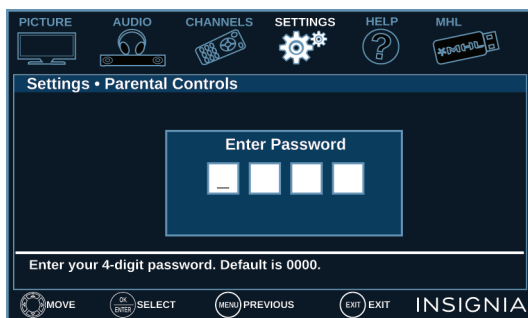 PICTURE AUDIO CHANNELS SETTINGS HELP MHL
MHL
Settings • Parental Controls
Enter Password
_
Enter your 4-digit password. Default is 0000.
MOVE OK ENTER SELECT MENU PREVIOUS EXIT EXIT INSIGNIA